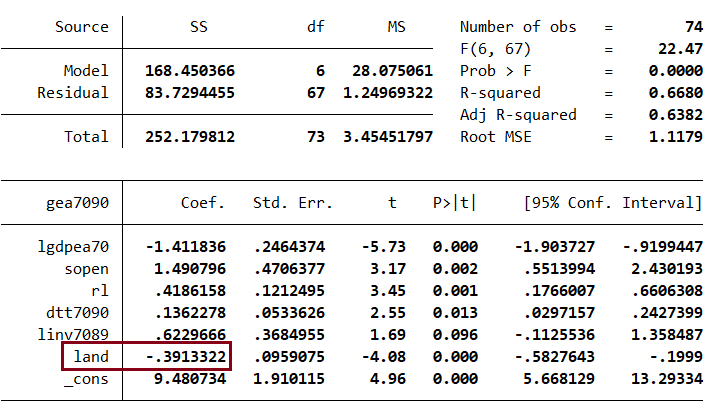 Source SS df MS Number of obs = 74
F(6, 67) = 22.47
Model 168.450366 6 28.075061 Prob > F = 0.0000
Residual 83.7294455 67 1.24969322 R-squared = 0.6680
Adj R-squared = 0.6382
Total 252.179812 73 3.45451797 Root MSE = 1.1179
gea7090 Coef. Std. Err. t P>|t| [95% Conf. Interval]
lgdpea70 -1.411836 .2464374 -5.73 0.000 -1.903727 -.9199447
sopen 1.490796 .4706377 3.17 0.002 .5513994 2.430193
rl .4186158 .1212495 3.45 0.001 .1766007 .6606308
dtt7090 .1362278 .0533626 2.55 0.013 .0297157 .2427399
linv7089 .6229666 .3684955 1.69 0.096 -.1125536 1.358487
land -.3913322 .0959075 -4.08 0.000 -.5827643 -.1999
_cons 9.480734 1.910115 4.96 0.000 5.668129 13.29334